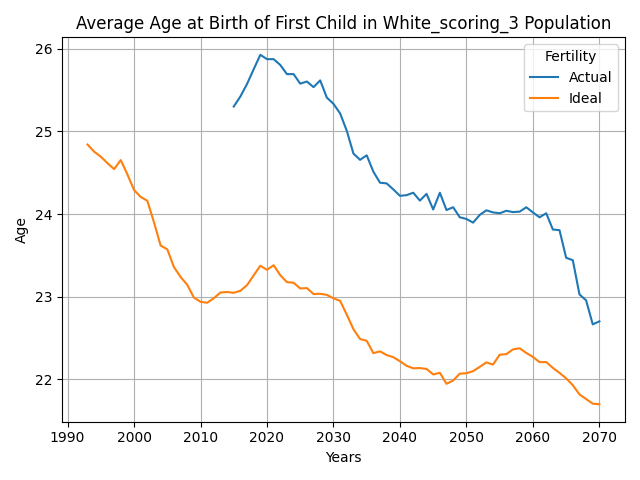 Average Age at Birth of First Child in White_scoring_3 Population
Fertility
Actual
Ideal
26
25
24
23
22
Age
1990
2000
2010
2020
2030
2040
2050
2060
2070
Years